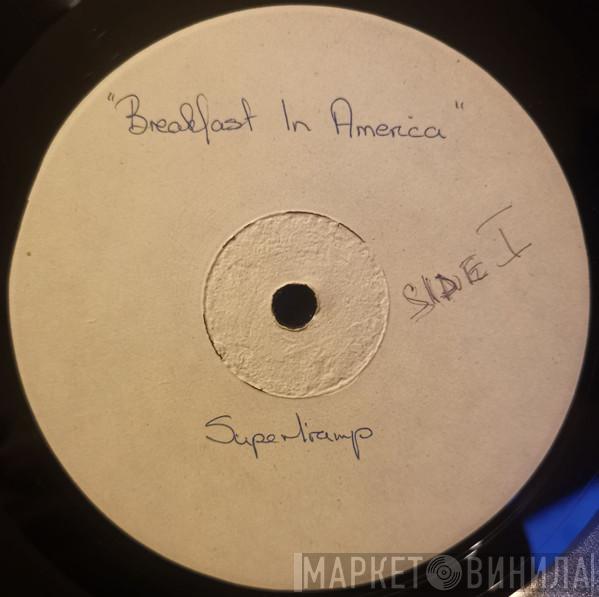 "Breakfast In America"
SIDE I
Supertramp
МАРКЕТ ВИНИЛА